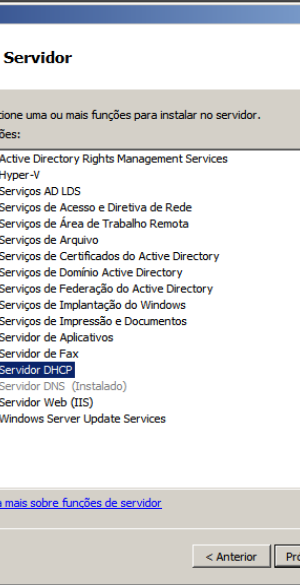 Servidor
cione uma ou mais funções para instalar no servidor.
ões:
Active Directory Rights Management Services
Hyper-V
Serviços AD LDS
Serviços de Acesso e Diretiva de Rede
Serviços de Área de Trabalho Remota
Serviços de Arquivo
Serviços de Certificados do Active Directory
Serviços de Domínio Active Directory
Serviços de Federação do Active Directory
Serviços de Implantação do Windows
Serviços de Impressão e Documentos
Servidor de Aplicativos
Servidor de Fax
Servidor DHCP
Servidor DNS (Instalado)
Servidor Web (IIS)
Windows Server Update Services
a mais sobre funções de servidor
< Anterior
Pró